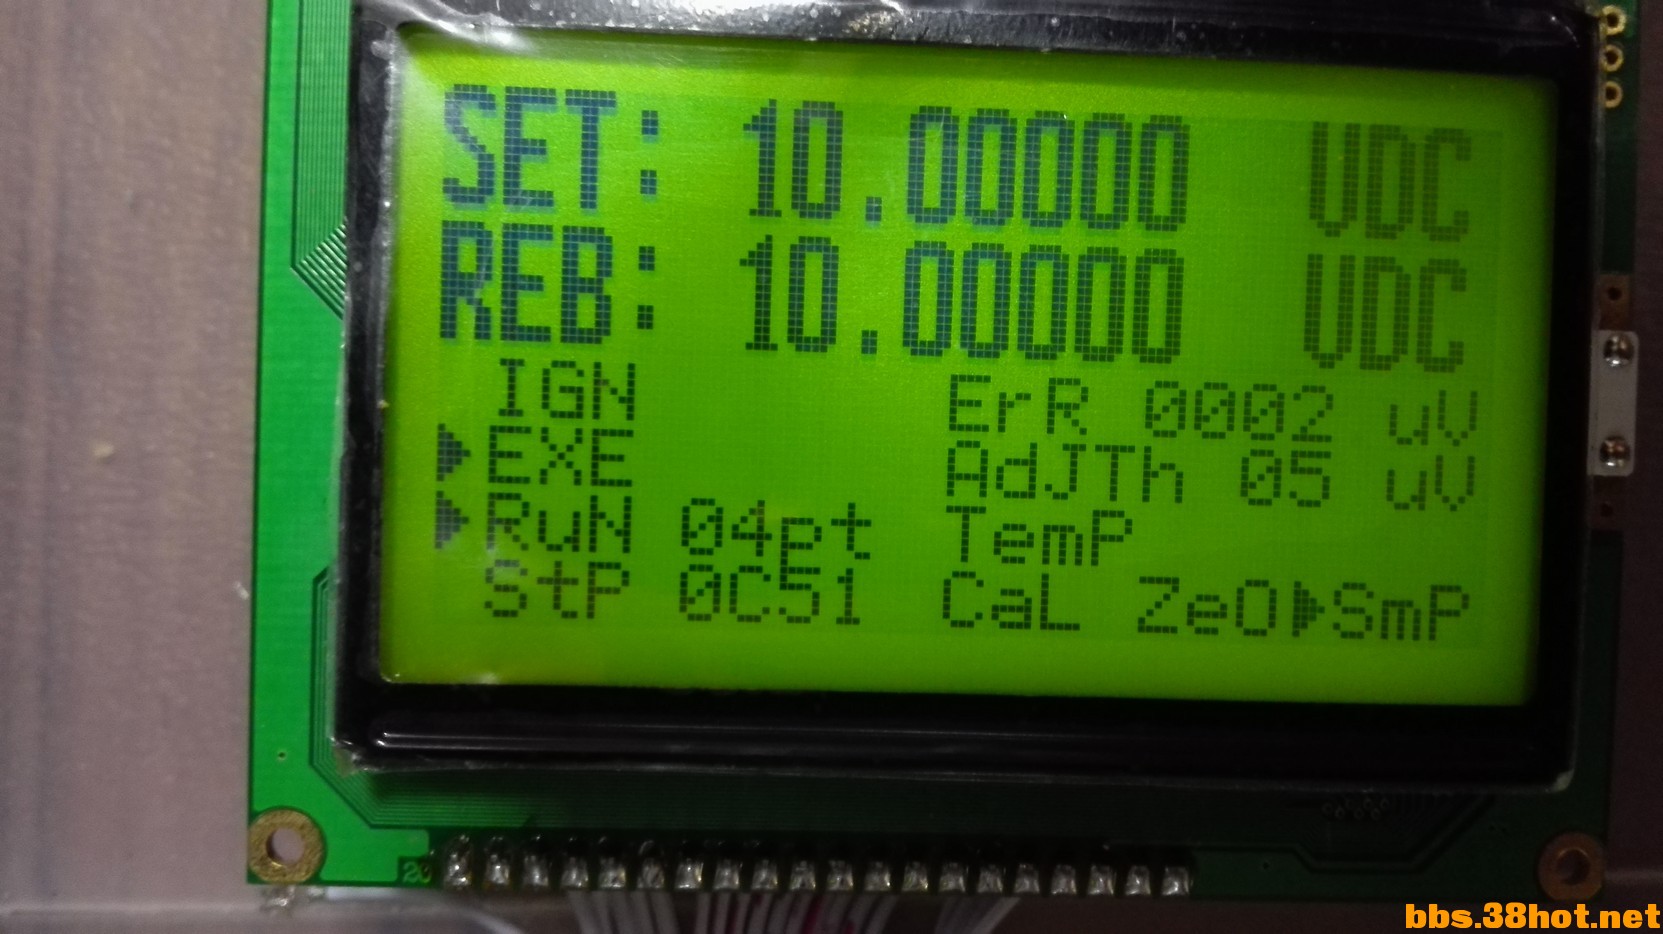 SET: 10.00000 VDC
REB: 10.00000 VDC
IGN ErR 0002 uV
▶EXE AdJTh 05 uV
▶RuN 04pt TemP
StP 0C51 CaL ZeO▶SmP
20
bbs.38hot.net